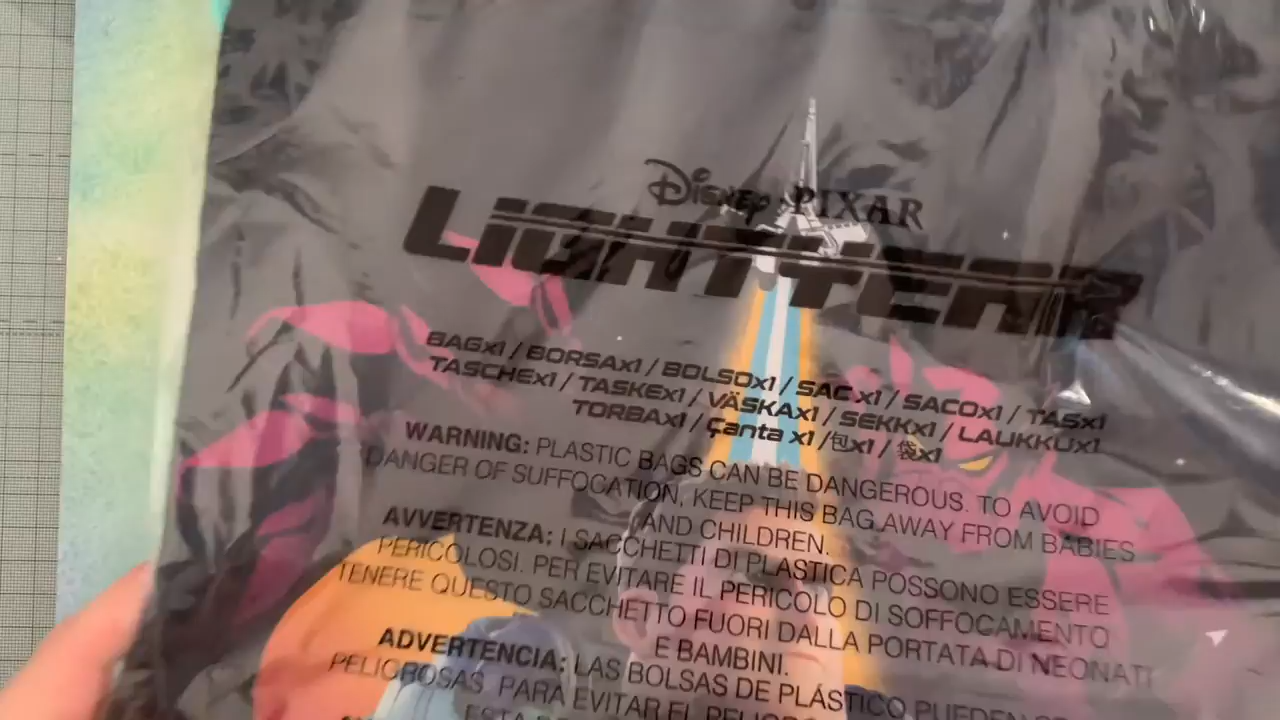 DISNEY · PIXAR
LIGHTYEAR
BAGx1 / BORSAx1 / BOLSOx1 / SAC x1 / SACOx1 / TASx1
TASCHEx1 / TASKEx1 / VÄSKAx1 / SEKKx1 / LAUKKUx1
TORBAx1 / Çanta x1 /包x1 / 袋x1
WARNING: PLASTIC BAGS CAN BE DANGEROUS. TO AVOID
DANGER OF SUFFOCATION, KEEP THIS BAG AWAY FROM BABIES
AND CHILDREN.
AVVERTENZA: I SACCHETTI DI PLASTICA POSSONO ESSERE
PERICOLOSI. PER EVITARE IL PERICOLO DI SOFFOCAMENTO
TENERE QUESTO SACCHETTO FUORI DALLA PORTATA DI NEONATI
E BAMBINI.
ADVERTENCIA: LAS BOLSAS DE PLÁSTICO PUEDEN
PELIGROSAS. PARA EVITAR EL